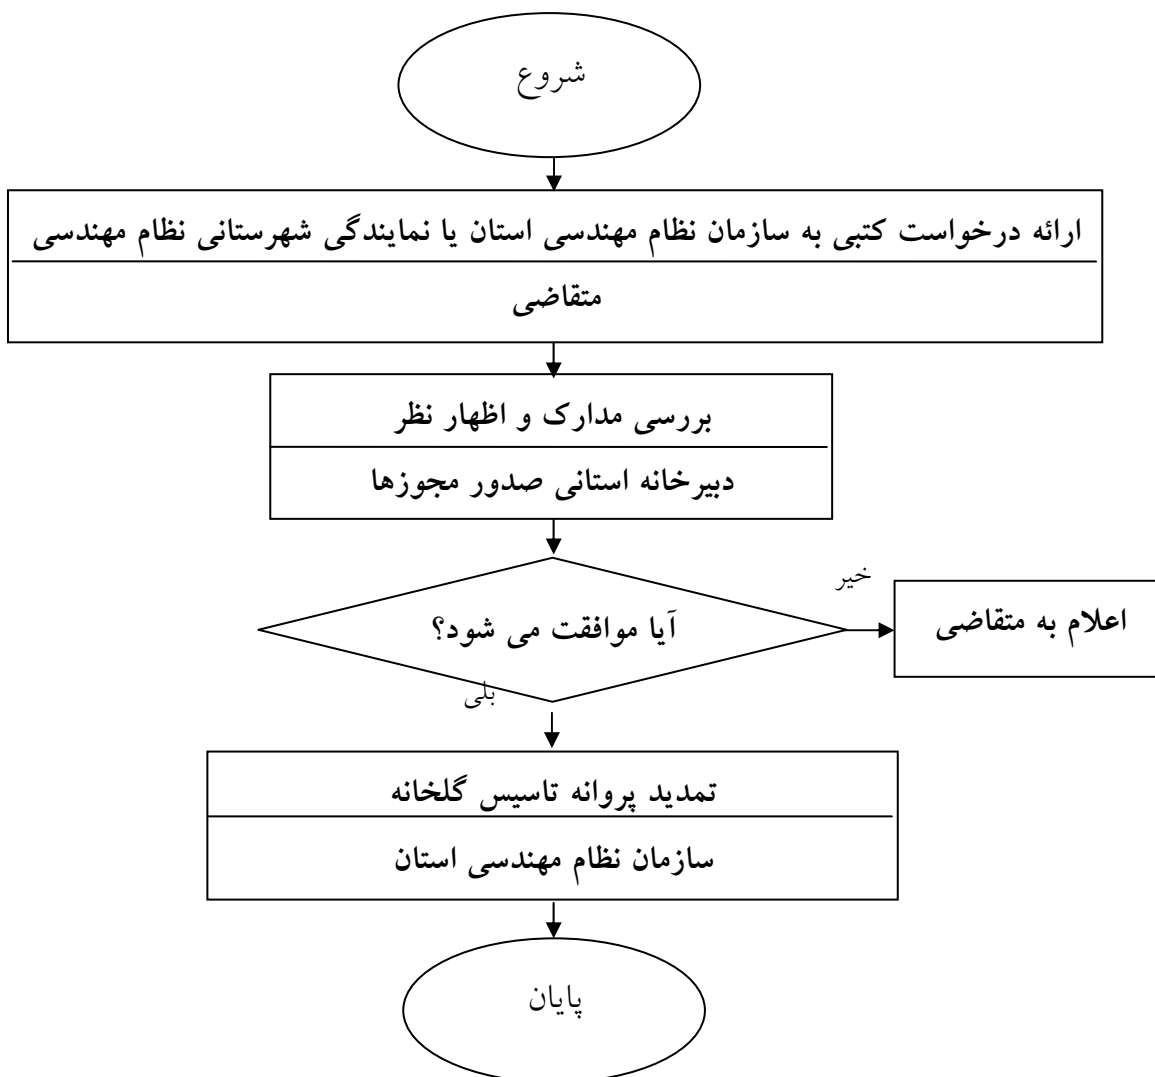 شروع
ارائه درخواست کتبی به سازمان نظام مهندسی استان یا نمایندگی شهرستانی نظام مهندسی
متقاضی
بررسی مدارک و اظهار نظر
دبیرخانه استانی صدور مجوزها
آیا موافقت می شود؟
خیر
اعلام به متقاضی
بلی
تمدید پروانه تاسیس گلخانه
سازمان نظام مهندسی استان
پایان